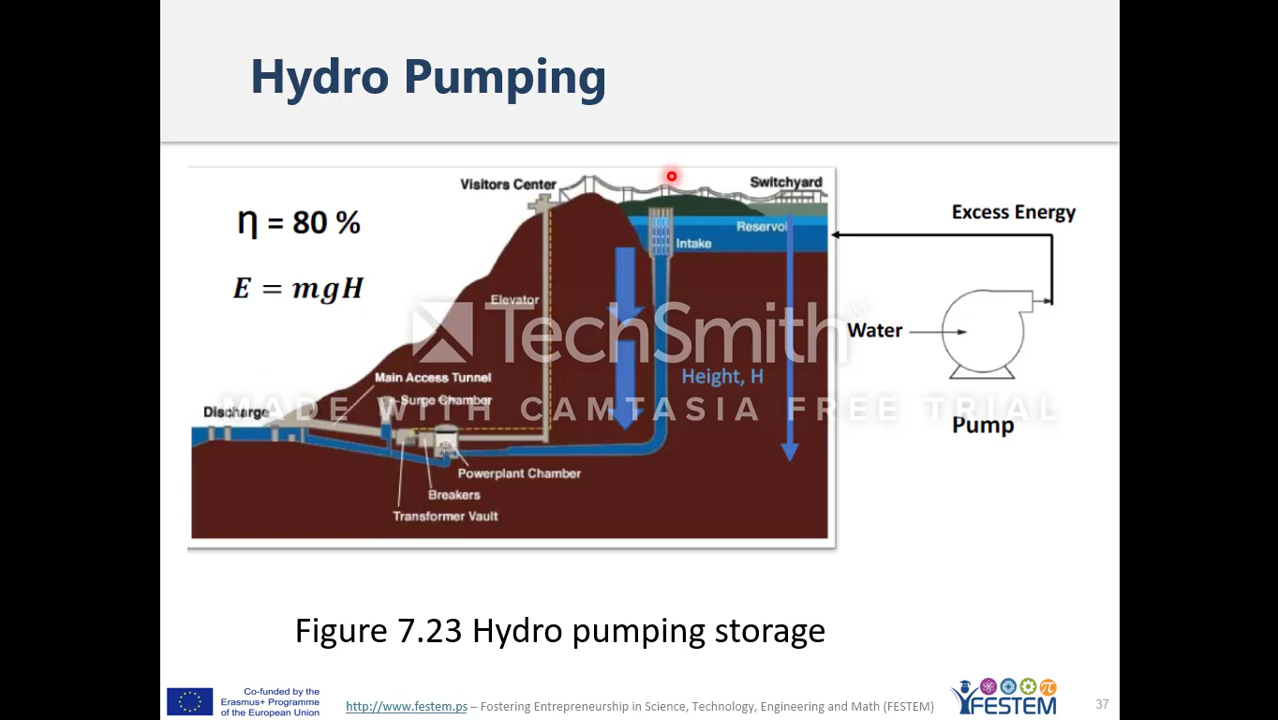 Hydro Pumping
η = 80 %
E = mgH
Visitors Center
Switchyard
Reservoi
Intake
Elevator
Excess Energy
Water
Pump
Height, H
TechSmith®
MADE WITH CAMTASIA FREE TRIAL
Main Access Tunnel
Surge Chamber
Discharge
Powerplant Chamber
Breakers
Transformer Vault
Figure 7.23 Hydro pumping storage
Co-funded by the
Erasmus+ Programme
of the European Union
http://www.festem.ps – Fostering Entrepreneurship in Science, Technology, Engineering and Math (FESTEM)
FESTEM
37